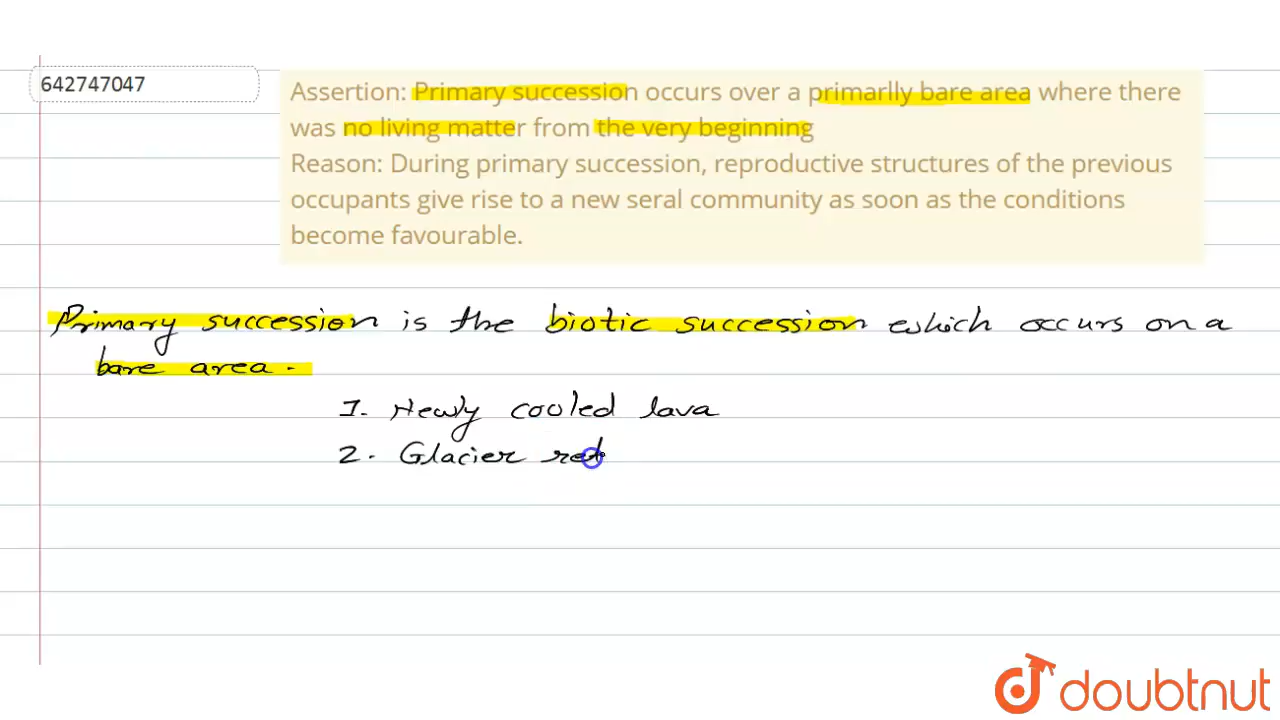 642747047
Assertion: Primary succession occurs over a primarlly bare area where there
was no living matter from the very beginning
Reason: During primary succession, reproductive structures of the previous
occupants give rise to a new seral community as soon as the conditions
become favourable.
Primary succession is the biotic succession which occurs on a
bare area.
1. Newly cooled lava
2. Glacier ret
doubtnut